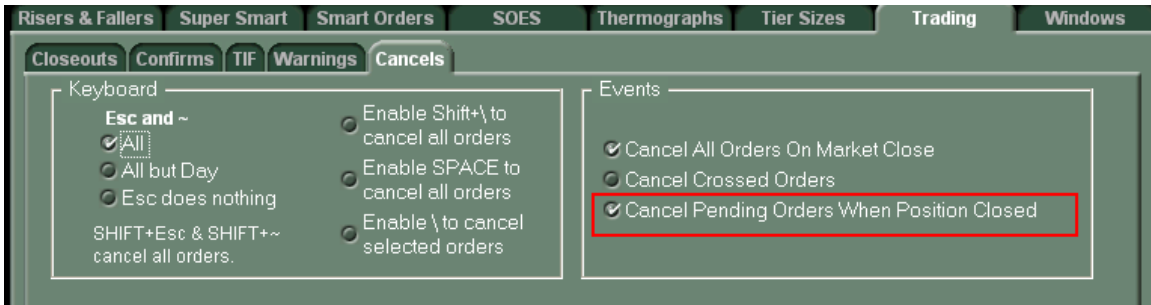 Risers & Fallers Super Smart Smart Orders SOES Thermographs Tier Sizes Trading Windows
Closeouts Confirms TIF Warnings Cancels
Keyboard
Esc and ~
All
All but Day
Esc does nothing
SHIFT+Esc & SHIFT+~
cancel all orders.
Enable Shift+\ to
cancel all orders
Enable SPACE to
cancel all orders
Enable \ to cancel
selected orders
Events
Cancel All Orders On Market Close
Cancel Crossed Orders
Cancel Pending Orders When Position Closed